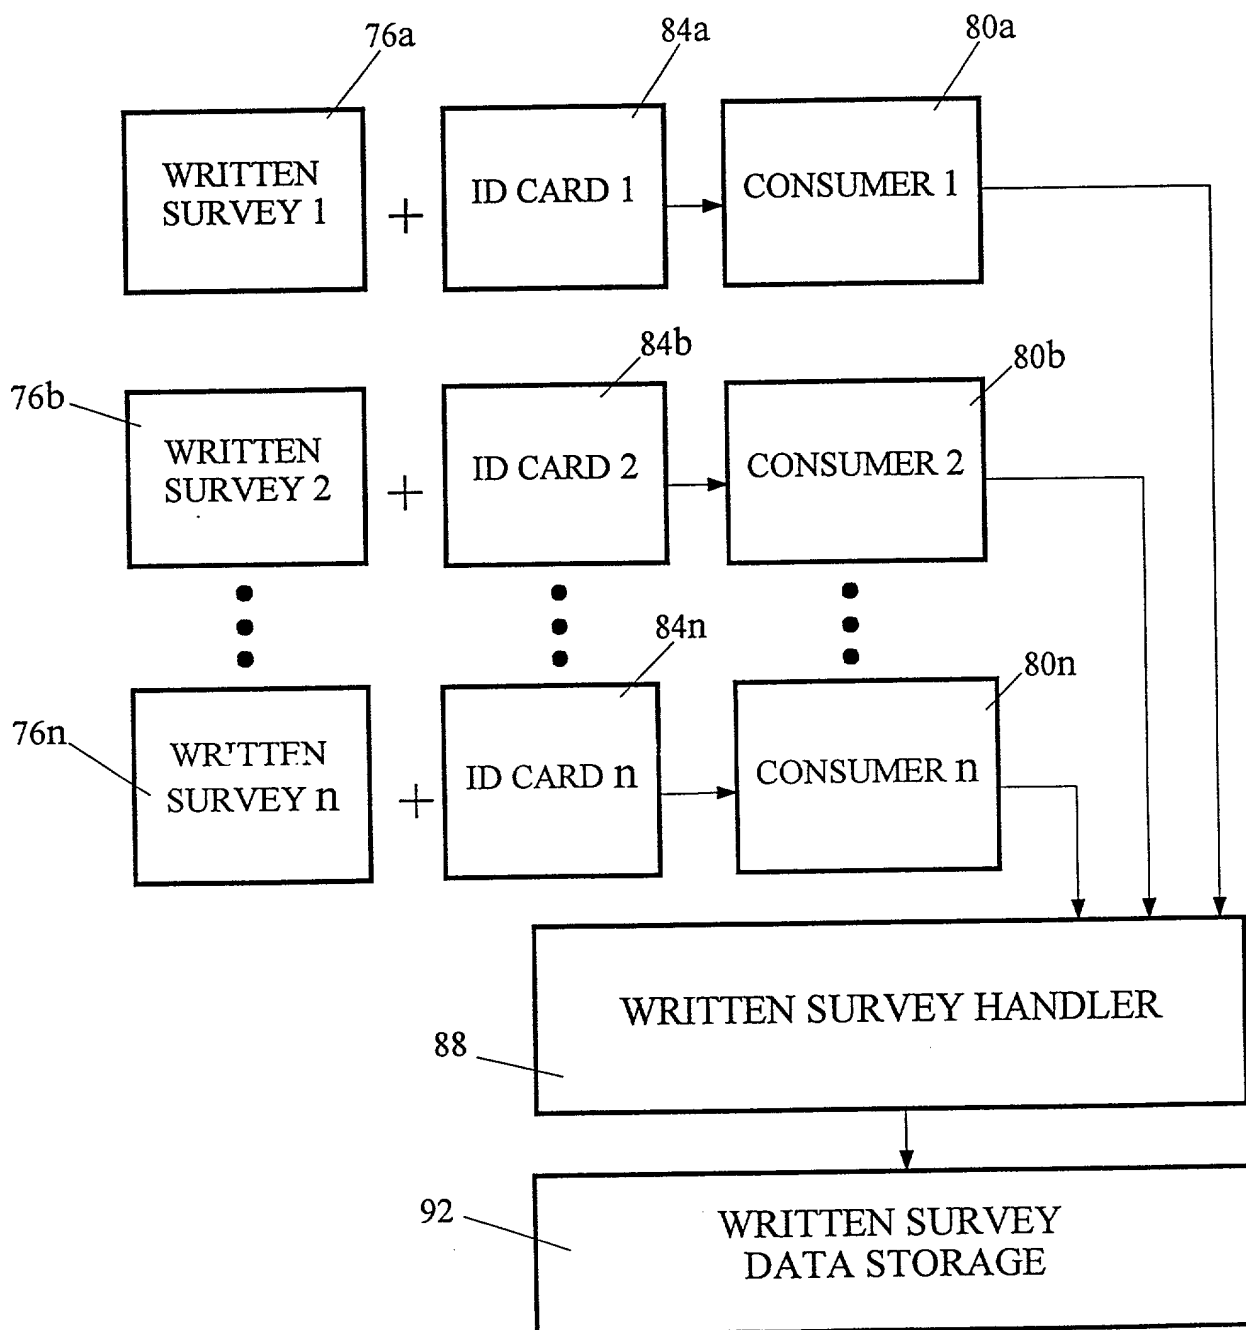 76a
84a
80a
WRITTEN
SURVEY 1
+
ID CARD 1
CONSUMER 1
76b
84b
80b
WRITTEN
SURVEY 2
+
ID CARD 2
CONSUMER 2
76n
84n
80n
WRITTEN
SURVEY n
+
ID CARD n
CONSUMER n
WRITTEN SURVEY HANDLER
88
WRITTEN SURVEY
DATA STORAGE
92